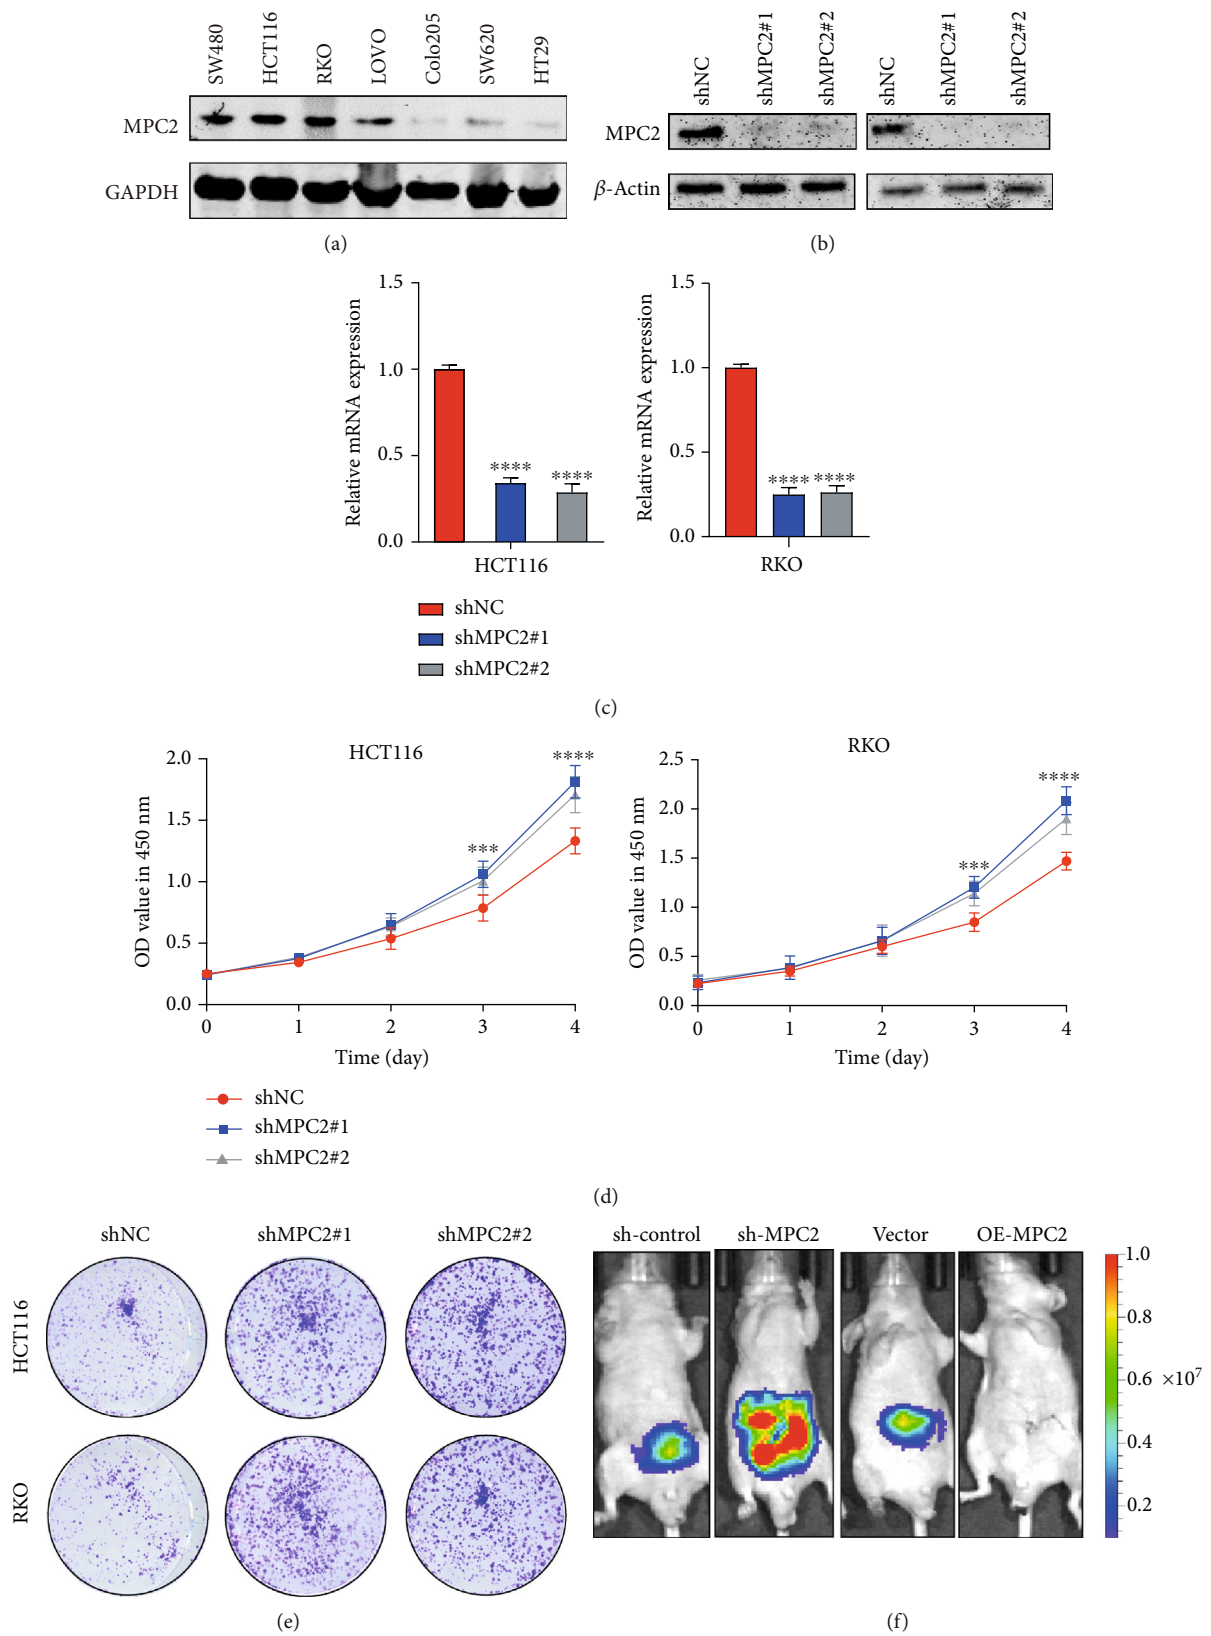 SW480 HCT116 RKO LOVO Colo205 SW620 HT29
MPC2
GAPDH
(a)
shNC shMPC2#1 shMPC2#2 shNC shMPC2#1 shMPC2#2
MPC2
β-Actin
(b)
Relative mRNA expression
1.5
1.0
0.5
0.0
****
****
HCT116
Relative mRNA expression
1.5
1.0
0.5
0.0
****
****
RKO
shNC
shMPC2#1
shMPC2#2
(c)
HCT116
OD value in 450 nm
2.0
1.5
1.0
0.5
0.0
***
****
0 1 2 3 4
Time (day)
RKO
OD value in 450 nm
2.5
2.0
1.5
1.0
0.5
0.0
***
****
0 1 2 3 4
Time (day)
shNC
shMPC2#1
shMPC2#2
(d)
shNC shMPC2#1 shMPC2#2
HCT116
RKO
(e)
sh-control sh-MPC2 Vector OE-MPC2
1.0
0.8
0.6 ×10⁷
0.4
0.2
(f)